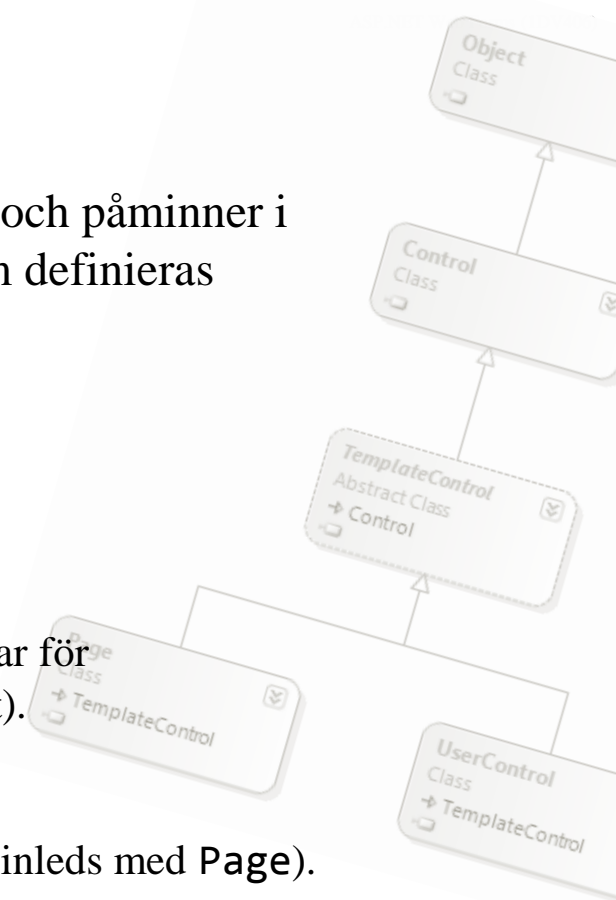 Object
Class
och påminner i
definieras
Control
Class
TemplateControl
Abstract Class
Control
ar för
Page
Class
TemplateControl
UserControl
Class
TemplateControl
inleds med Page).